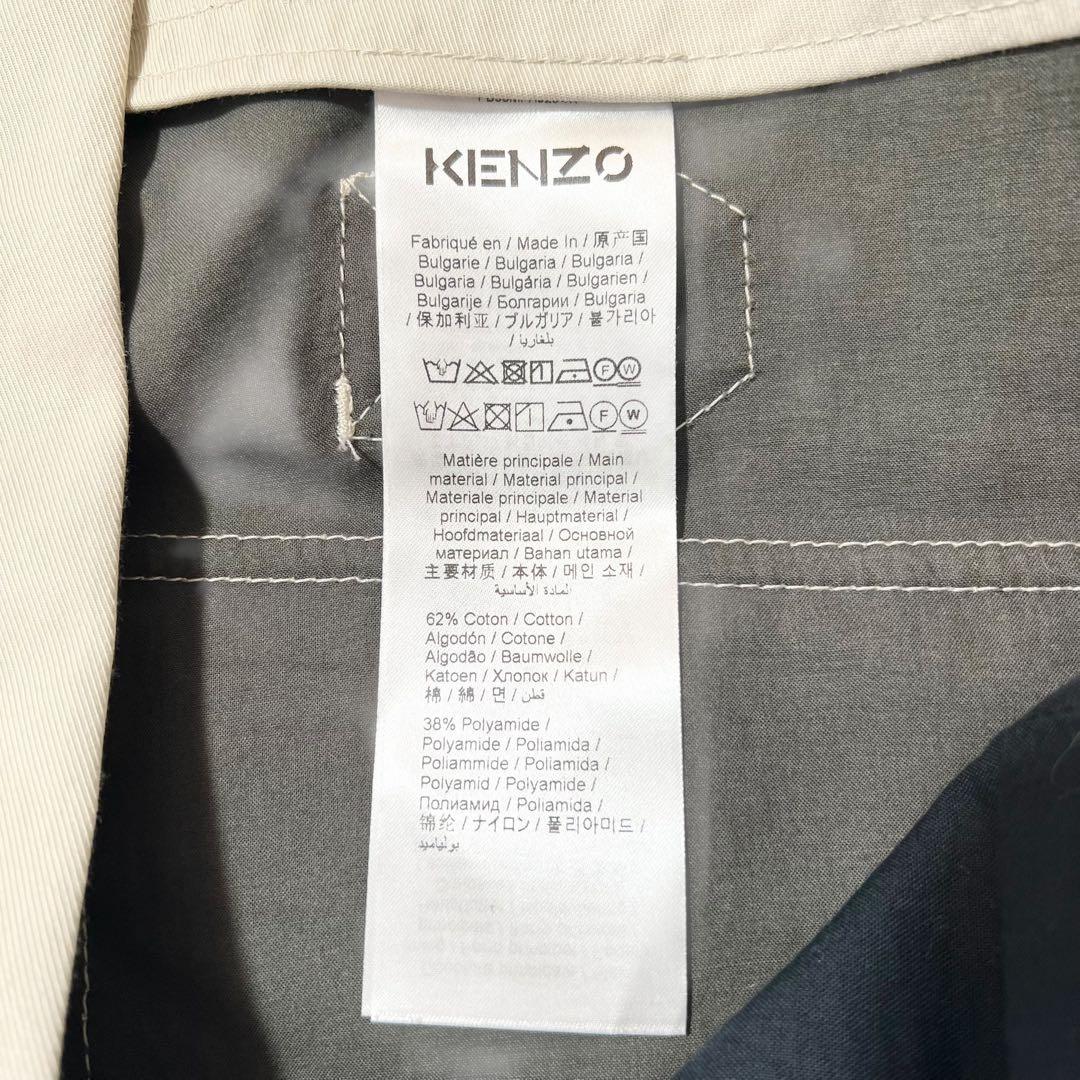 KENZO
Fabriqué en / Made In / 原产国
Bulgarie / Bulgaria / Bulgaria /
Bulgaria / Bulgária / Bulgarien /
Bulgarije / Болгарии / Bulgaria
/ 保加利亚 / ブルガリア / 불가리아
/ بلغاريا
F W
F W
Matière principale / Main
material / Material principal /
Materiale principale / Material
principal / Hauptmaterial /
Hoofdmateriaal / Основной
материал / Bahan utama /
主要材质 / 本体 / 메인 소재 /
المادة الأساسية
62% Coton / Cotton /
Algodón / Cotone /
Algodão / Baumwolle /
Katoen / Хлопок / Katun /
棉 / 綿 / 면 / قطن
38% Polyamide /
Polyamide / Poliamida /
Poliammide / Poliamida /
Polyamid / Polyamide /
Полиамид / Poliamida /
锦纶 / ナイロン / 폴리아미드 /
بولياميد